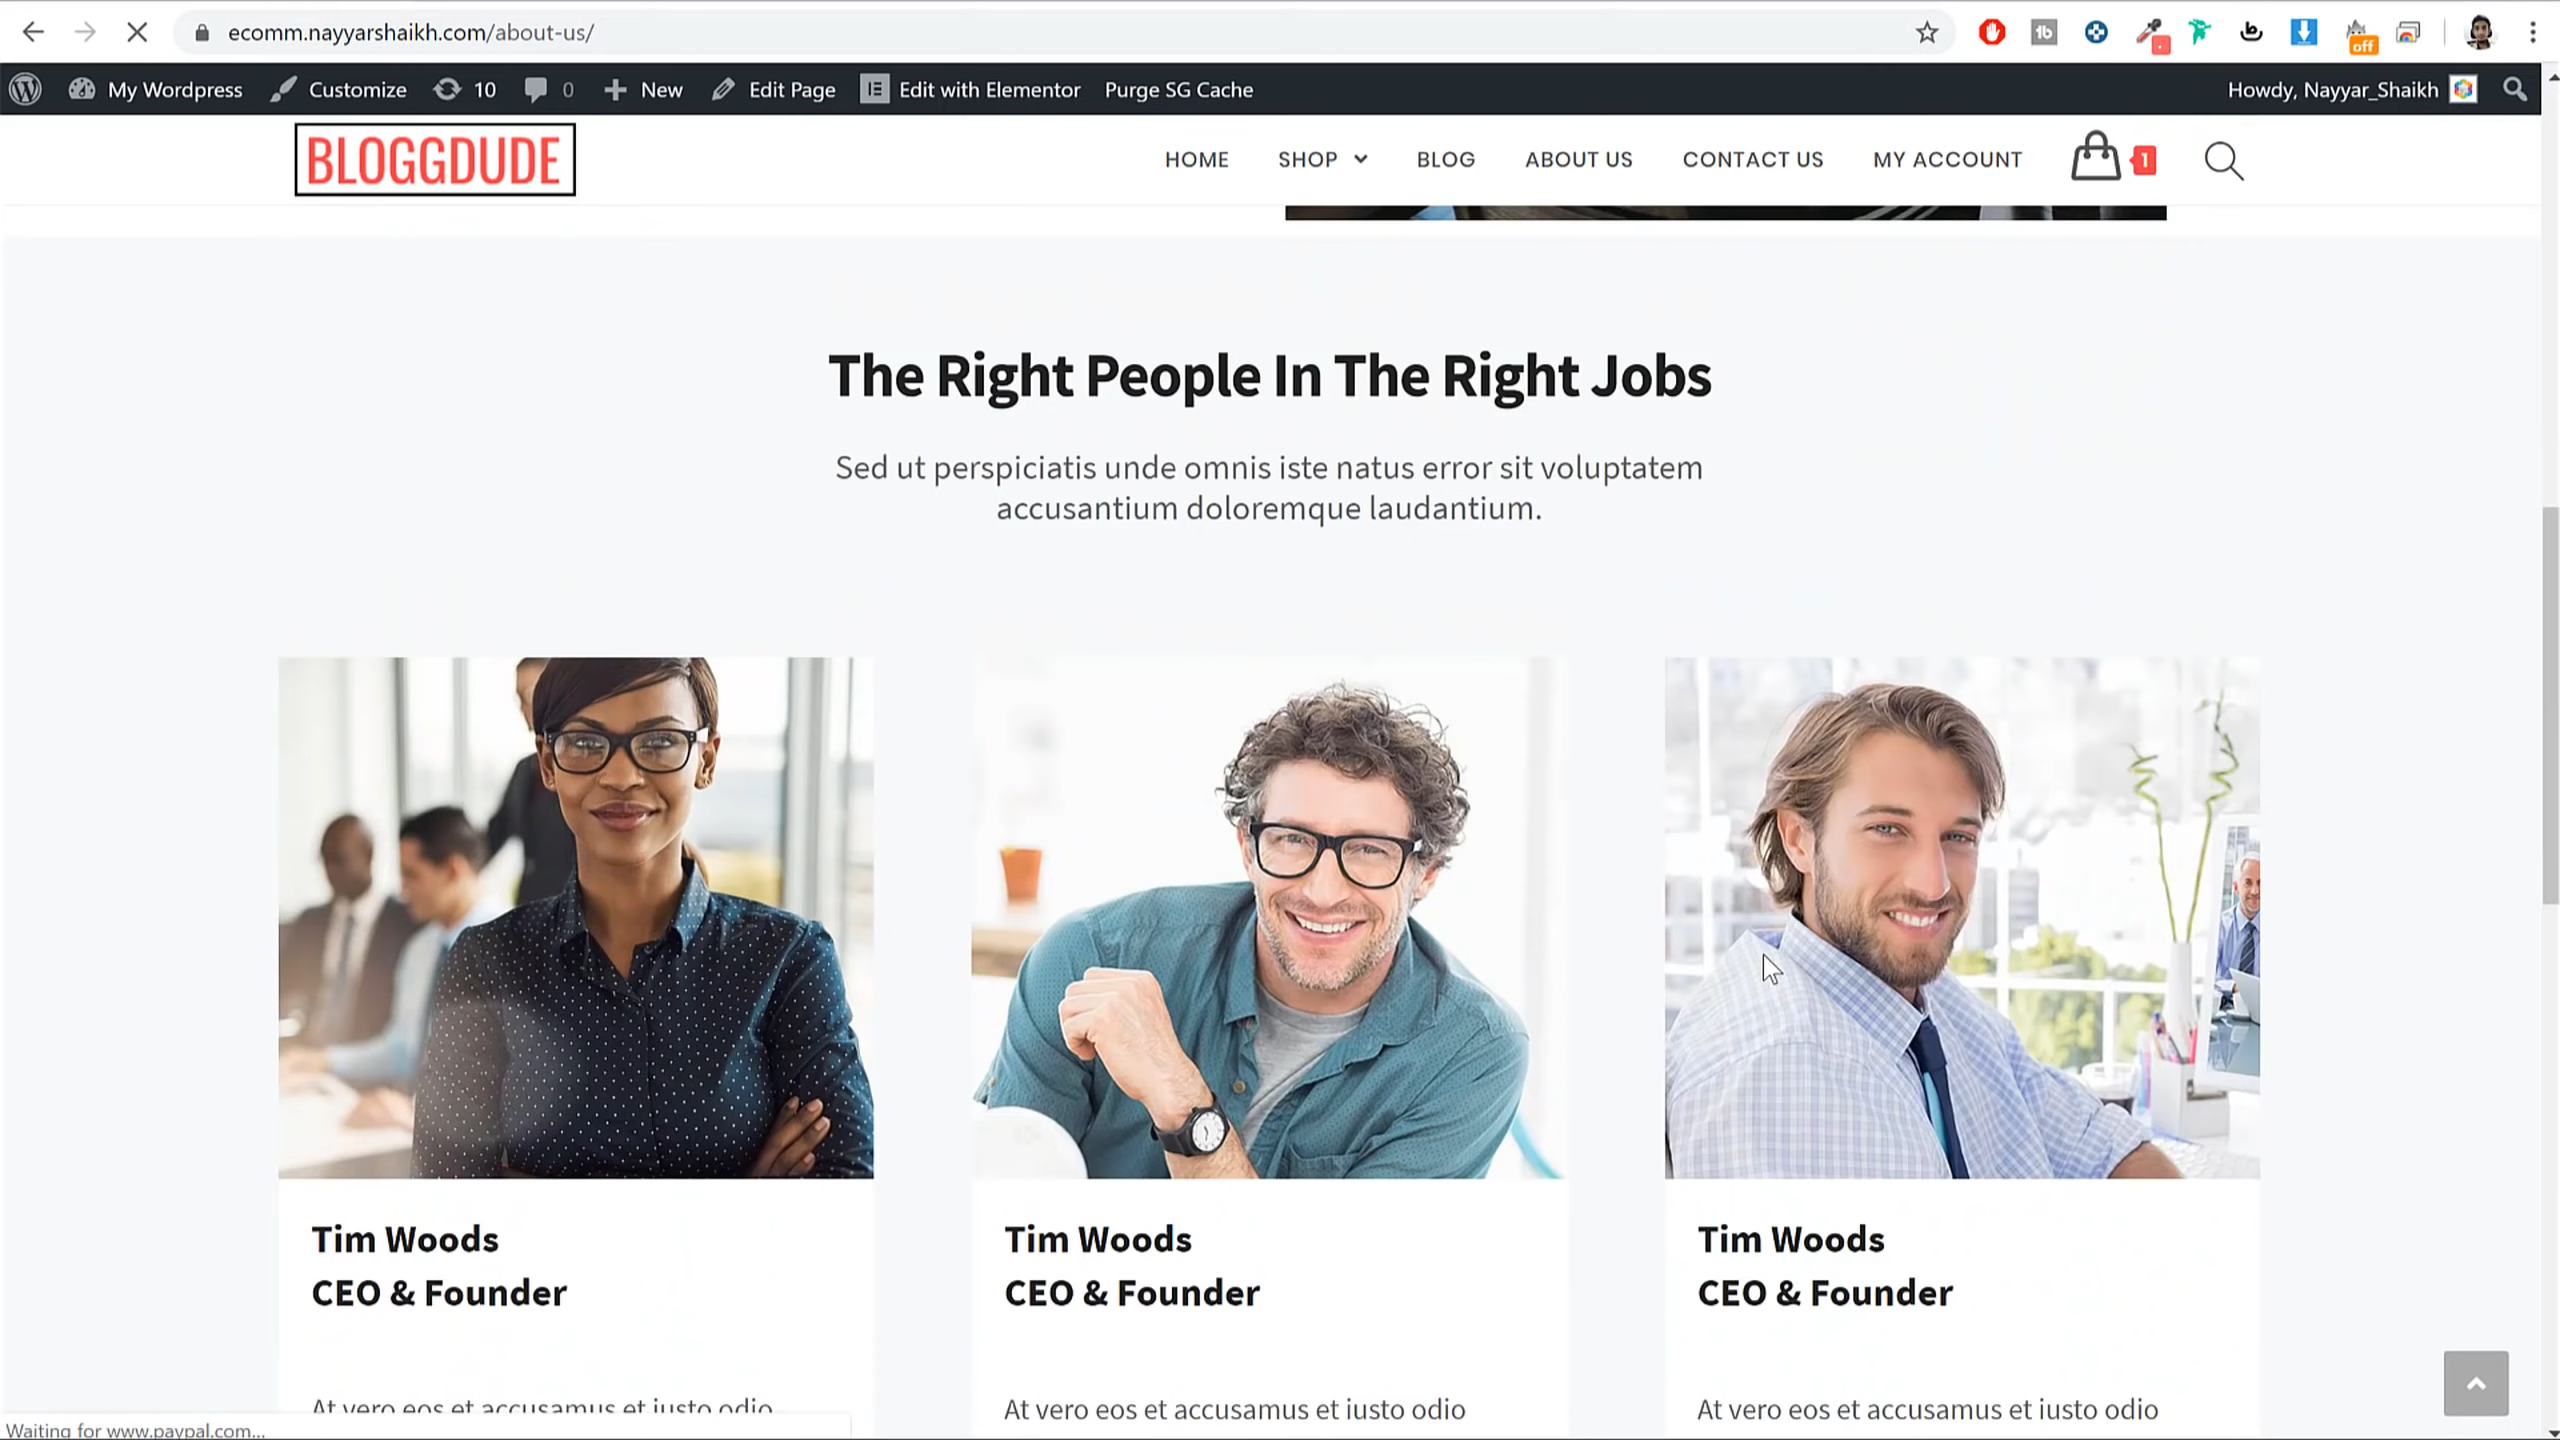 ecomm.nayyarshaikh.com/about-us/
off
My Wordpress
Customize
10
0
New
Edit Page
Edit with Elementor
Purge SG Cache
Howdy, Nayyar_Shaikh
BLOGGDUDE
HOME
SHOP
BLOG
ABOUT US
CONTACT US
MY ACCOUNT
1
The Right People In The Right Jobs
Sed ut perspiciatis unde omnis iste natus error sit voluptatem
accusantium doloremque laudantium.
Tim Woods
CEO & Founder
At vero eos et accusamus et iusto odio
Tim Woods
CEO & Founder
At vero eos et accusamus et iusto odio
Tim Woods
CEO & Founder
At vero eos et accusamus et iusto odio
Waiting for www.paypal.com...